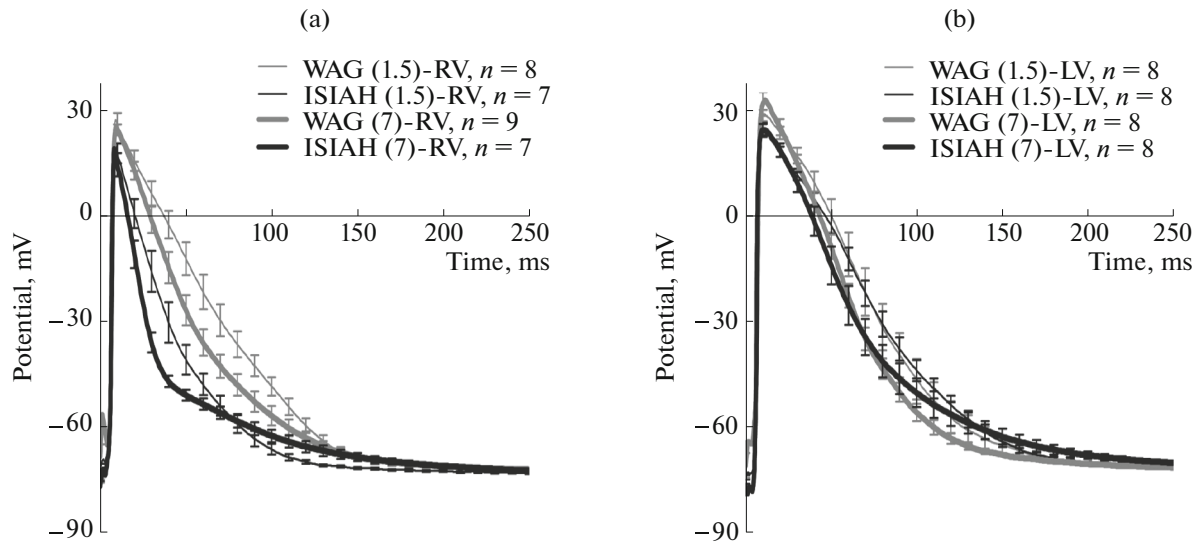 (a)
WAG (1.5)-RV, n = 8
ISIAH (1.5)-RV, n = 7
WAG (7)-RV, n = 9
ISIAH (7)-RV, n = 7
30
0
−30
−60
−90
Potential, mV
100 150 200 250
Time, ms
(b)
WAG (1.5)-LV, n = 8
ISIAH (1.5)-LV, n = 8
WAG (7)-LV, n = 8
ISIAH (7)-LV, n = 8
30
0
−30
−60
−90
Potential, mV
100 150 200 250
Time, ms